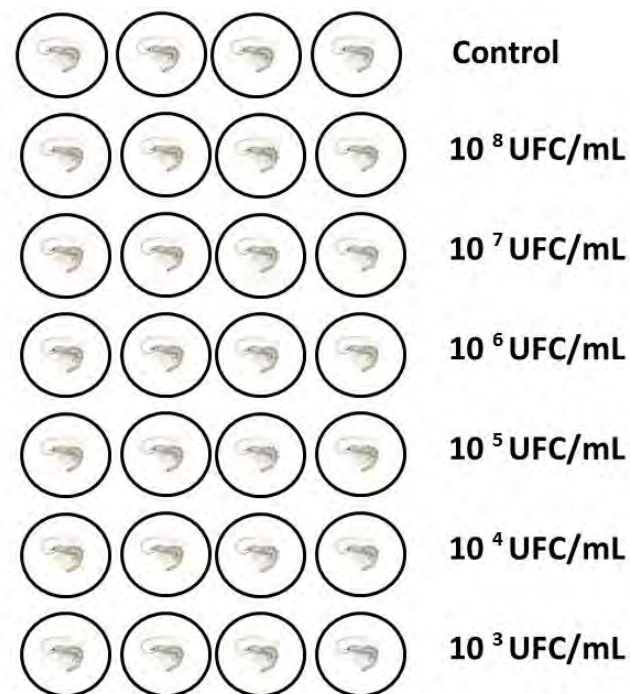 Control
10 ⁸ UFC/mL
10 ⁷ UFC/mL
10 ⁶ UFC/mL
10 ⁵ UFC/mL
10 ⁴ UFC/mL
10 ³ UFC/mL